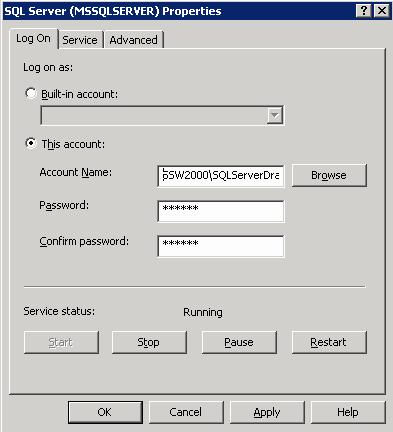 SQL Server (MSSQLSERVER) Properties
Log On Service Advanced
Log on as:
Built-in account:
This account:
Account Name: pSW2000\SQLServerDra Browse
Password: ******
Confirm password: ******
Service status: Running
Start Stop Pause Restart
OK Cancel Apply Help